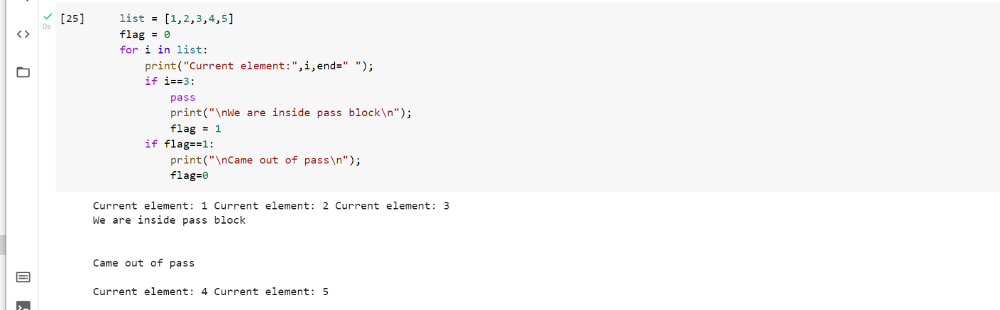 [25] list = [1,2,3,4,5]
0s
flag = 0
for i in list:
    print("Current element:",i,end=" ");
    if i==3:
        pass
        print("\nWe are inside pass block\n");
        flag = 1
    if flag==1:
        print("\nCame out of pass\n");
        flag=0
Current element: 1 Current element: 2 Current element: 3
We are inside pass block
Came out of pass
Current element: 4 Current element: 5